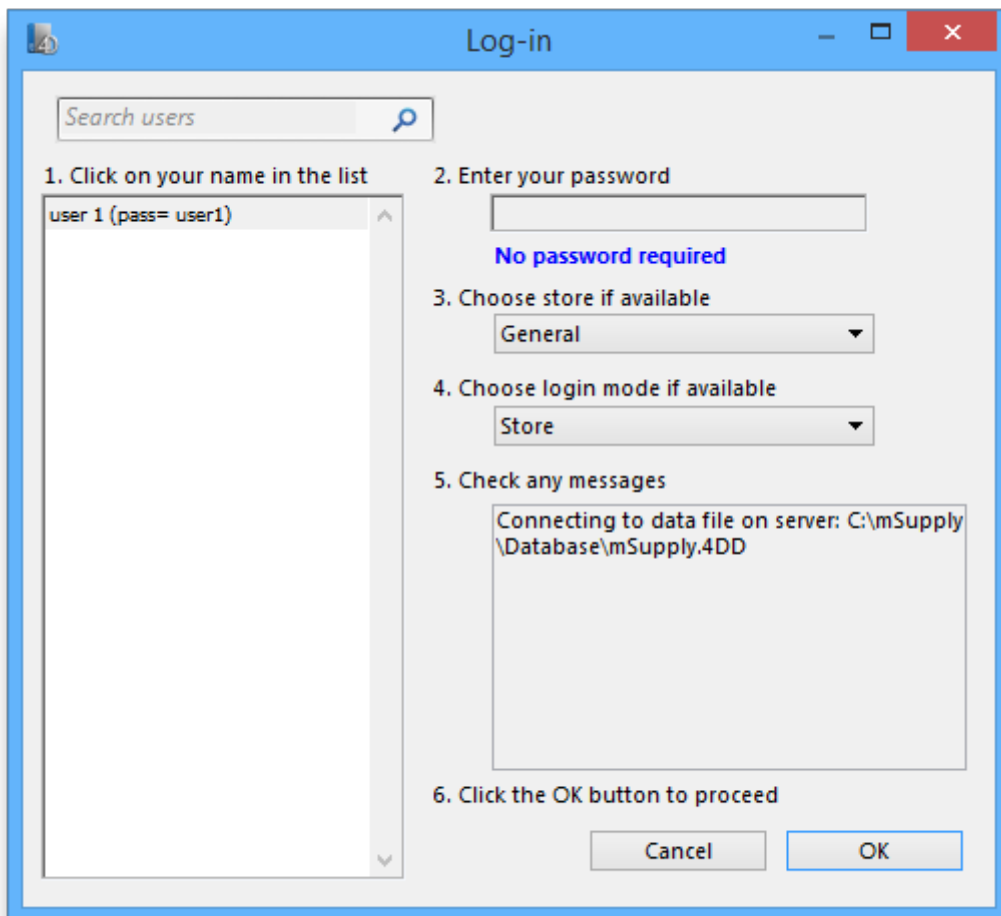 Log-in
Search users
1. Click on your name in the list
user 1 (pass= user1)
2. Enter your password
No password required
3. Choose store if available
General
4. Choose login mode if available
Store
5. Check any messages
Connecting to data file on server: C:\mSupply
\Database\mSupply.4DD
6. Click the OK button to proceed
Cancel
OK